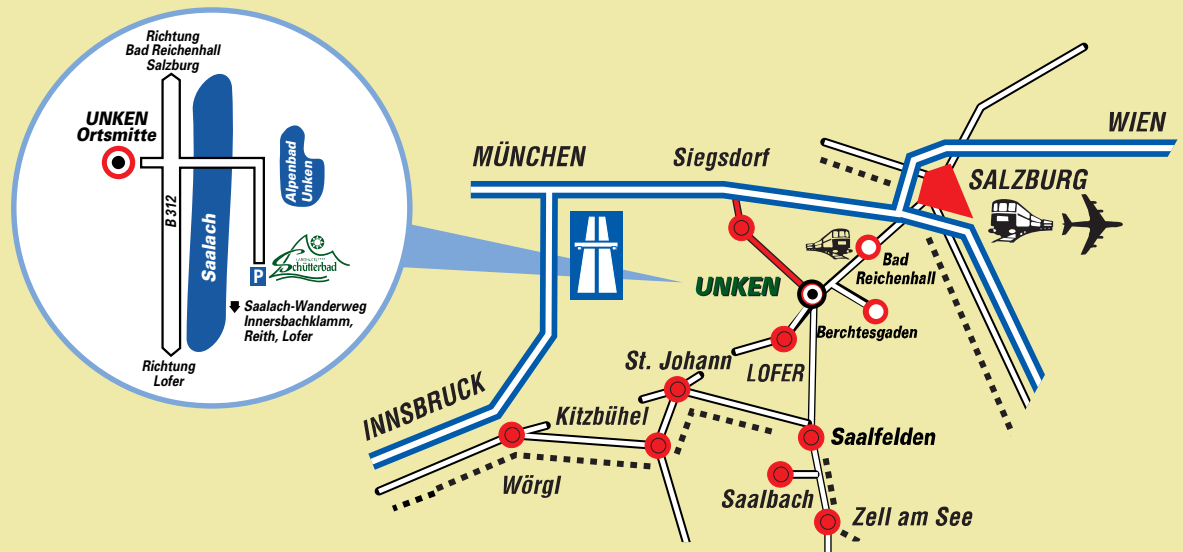 Richtung
Bad Reichenhall
Salzburg
UNKEN
Ortsmitte
B 312
Saalach
Alpenbad
Unken
Schütterbad
P
Saalach-Wanderweg
Innersbachklamm,
Reith, Lofer
Richtung
Lofer
MÜNCHEN
Siegsdorf
WIEN
SALZBURG
Bad
Reichenhall
UNKEN
Berchtesgaden
LOFER
St. Johann
INNSBRUCK
Kitzbühel
Saalfelden
Wörgl
Saalbach
Zell am See